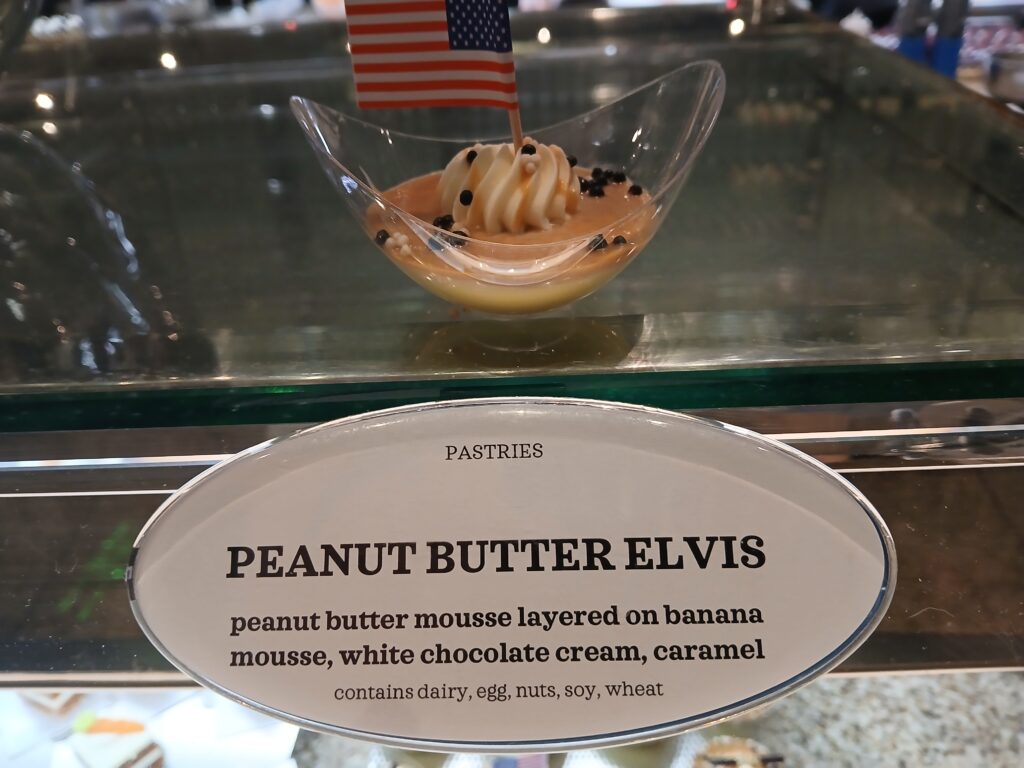 PASTRIES
PEANUT BUTTER ELVIS
peanut butter mousse layered on banana
mousse, white chocolate cream, caramel
contains dairy, egg, nuts, soy, wheat